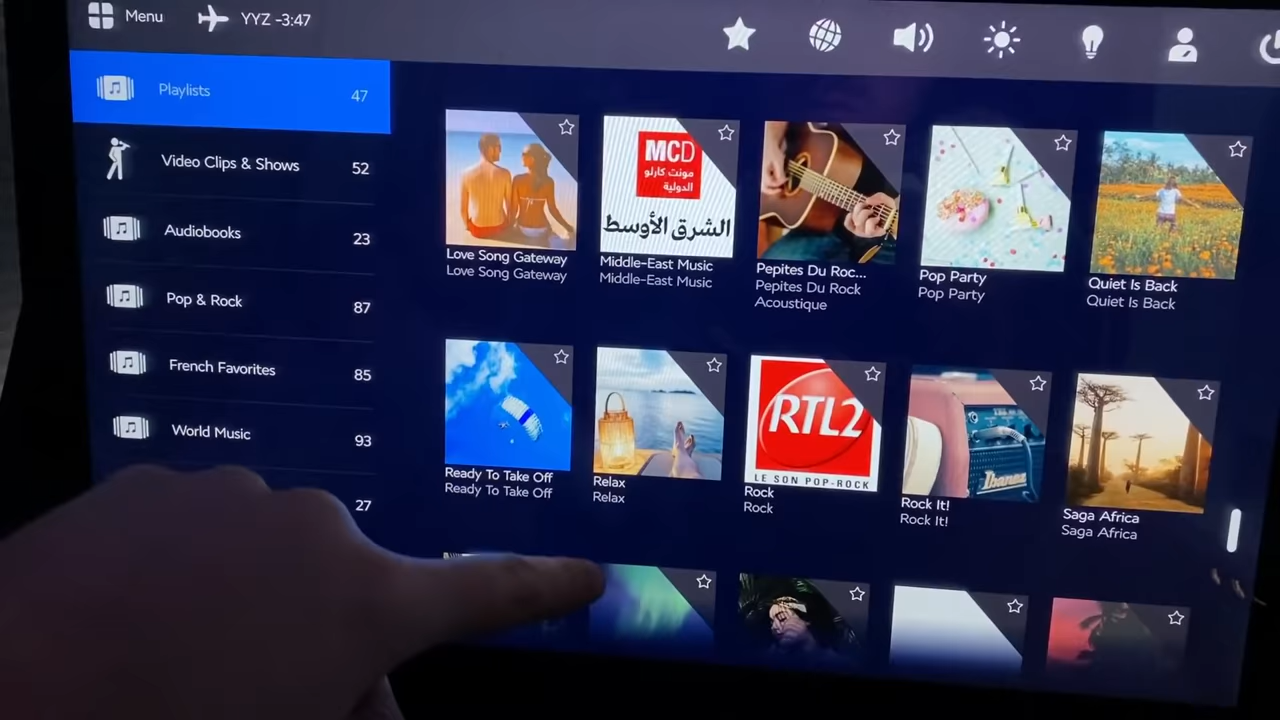 Menu
YYZ -3:47
Playlists
47
Video Clips & Shows
52
Audiobooks
23
Pop & Rock
87
French Favorites
85
World Music
93
27
MCD
مونت كارلو
الدولية
الشرق الأوسط
Love Song Gateway
Love Song Gateway
Middle-East Music
Middle-East Music
Pepites Du Roc...
Pepites Du Rock
Acoustique
Pop Party
Pop Party
Quiet Is Back
Quiet Is Back
RTL2
LE SON POP-ROCK
Ibanez
Ready To Take Off
Ready To Take Off
Relax
Relax
Rock
Rock
Rock It!
Rock It!
Saga Africa
Saga Africa